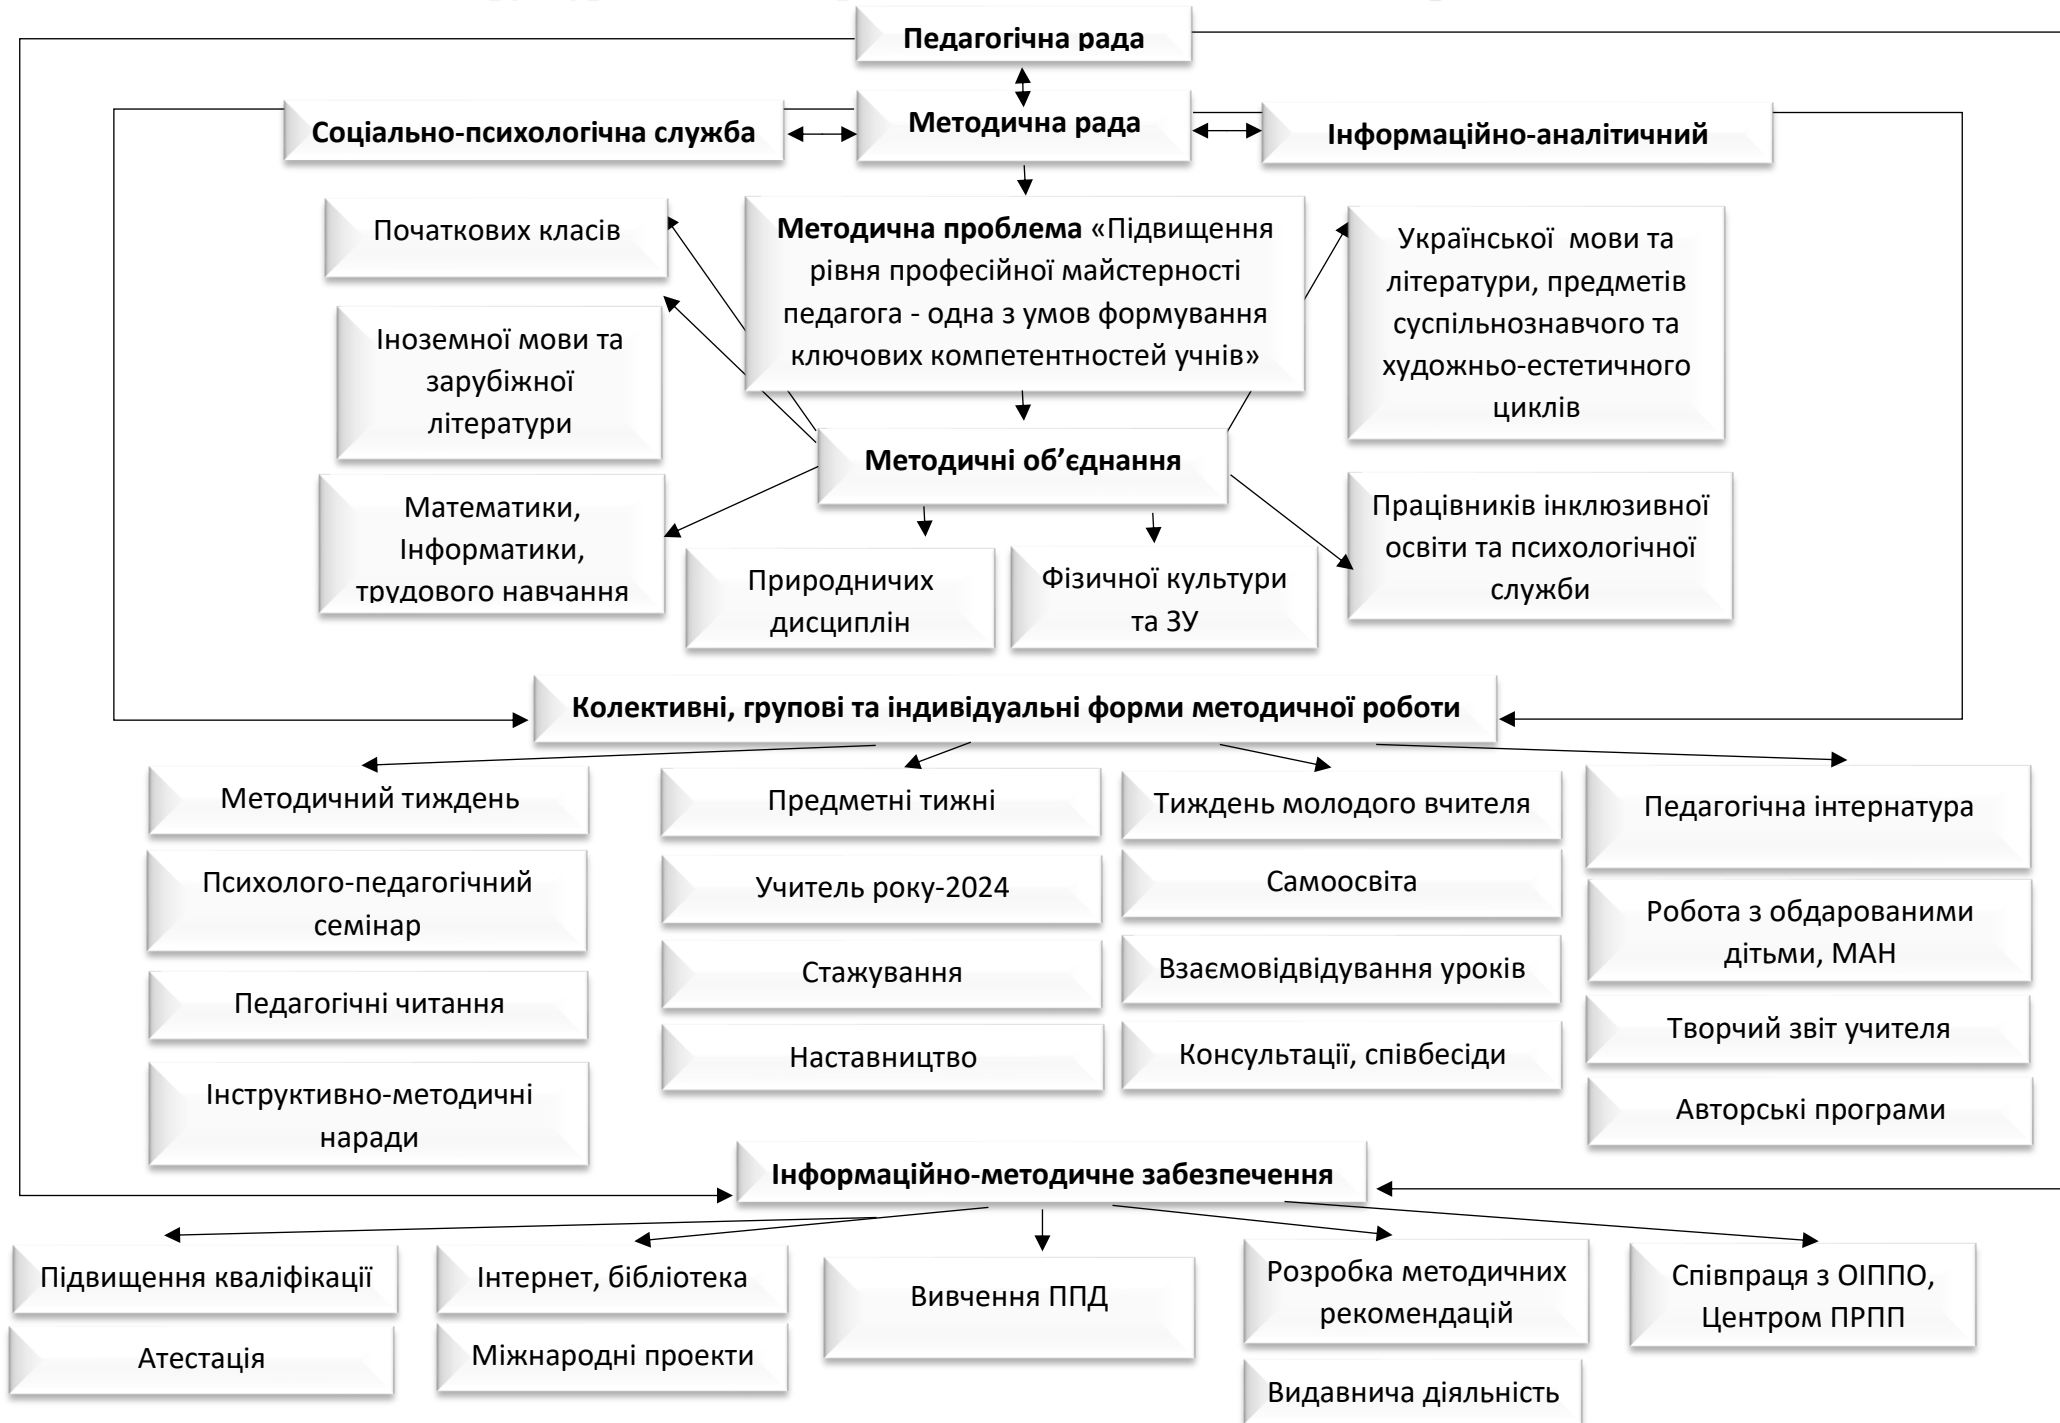 Педагогічна рада
Соціально-психологічна служба
Методична рада
Інформаційно-аналітичний
Початкових класів
Методична проблема «Підвищення
рівня професійної майстерності
педагога - одна з умов формування
ключових компетентностей учнів»
Української мови та
літератури, предметів
суспільнознавчого та
художньо-естетичного
циклів
Іноземної мови та
зарубіжної
літератури
Методичні об’єднання
Математики,
Інформатики,
трудового навчання
Природничих
дисциплін
Фізичної культури
та ЗУ
Працівників інклюзивної
освіти та психологічної
служби
Колективні, групові та індивідуальні форми методичної роботи
Методичний тиждень
Психолого-педагогічний
семінар
Педагогічні читання
Інструктивно-методичні
наради
Предметні тижні
Учитель року-2024
Стажування
Наставництво
Тиждень молодого вчителя
Самоосвіта
Взаємовідвідування уроків
Консультації, співбесіди
Педагогічна інтернатура
Робота з обдарованими
дітьми, МАН
Творчий звіт учителя
Авторські програми
Інформаційно-методичне забезпечення
Підвищення кваліфікації
Атестація
Інтернет, бібліотека
Міжнародні проекти
Вивчення ППД
Розробка методичних
рекомендацій
Видавнича діяльність
Співпраця з ОІППО,
Центром ПРПП